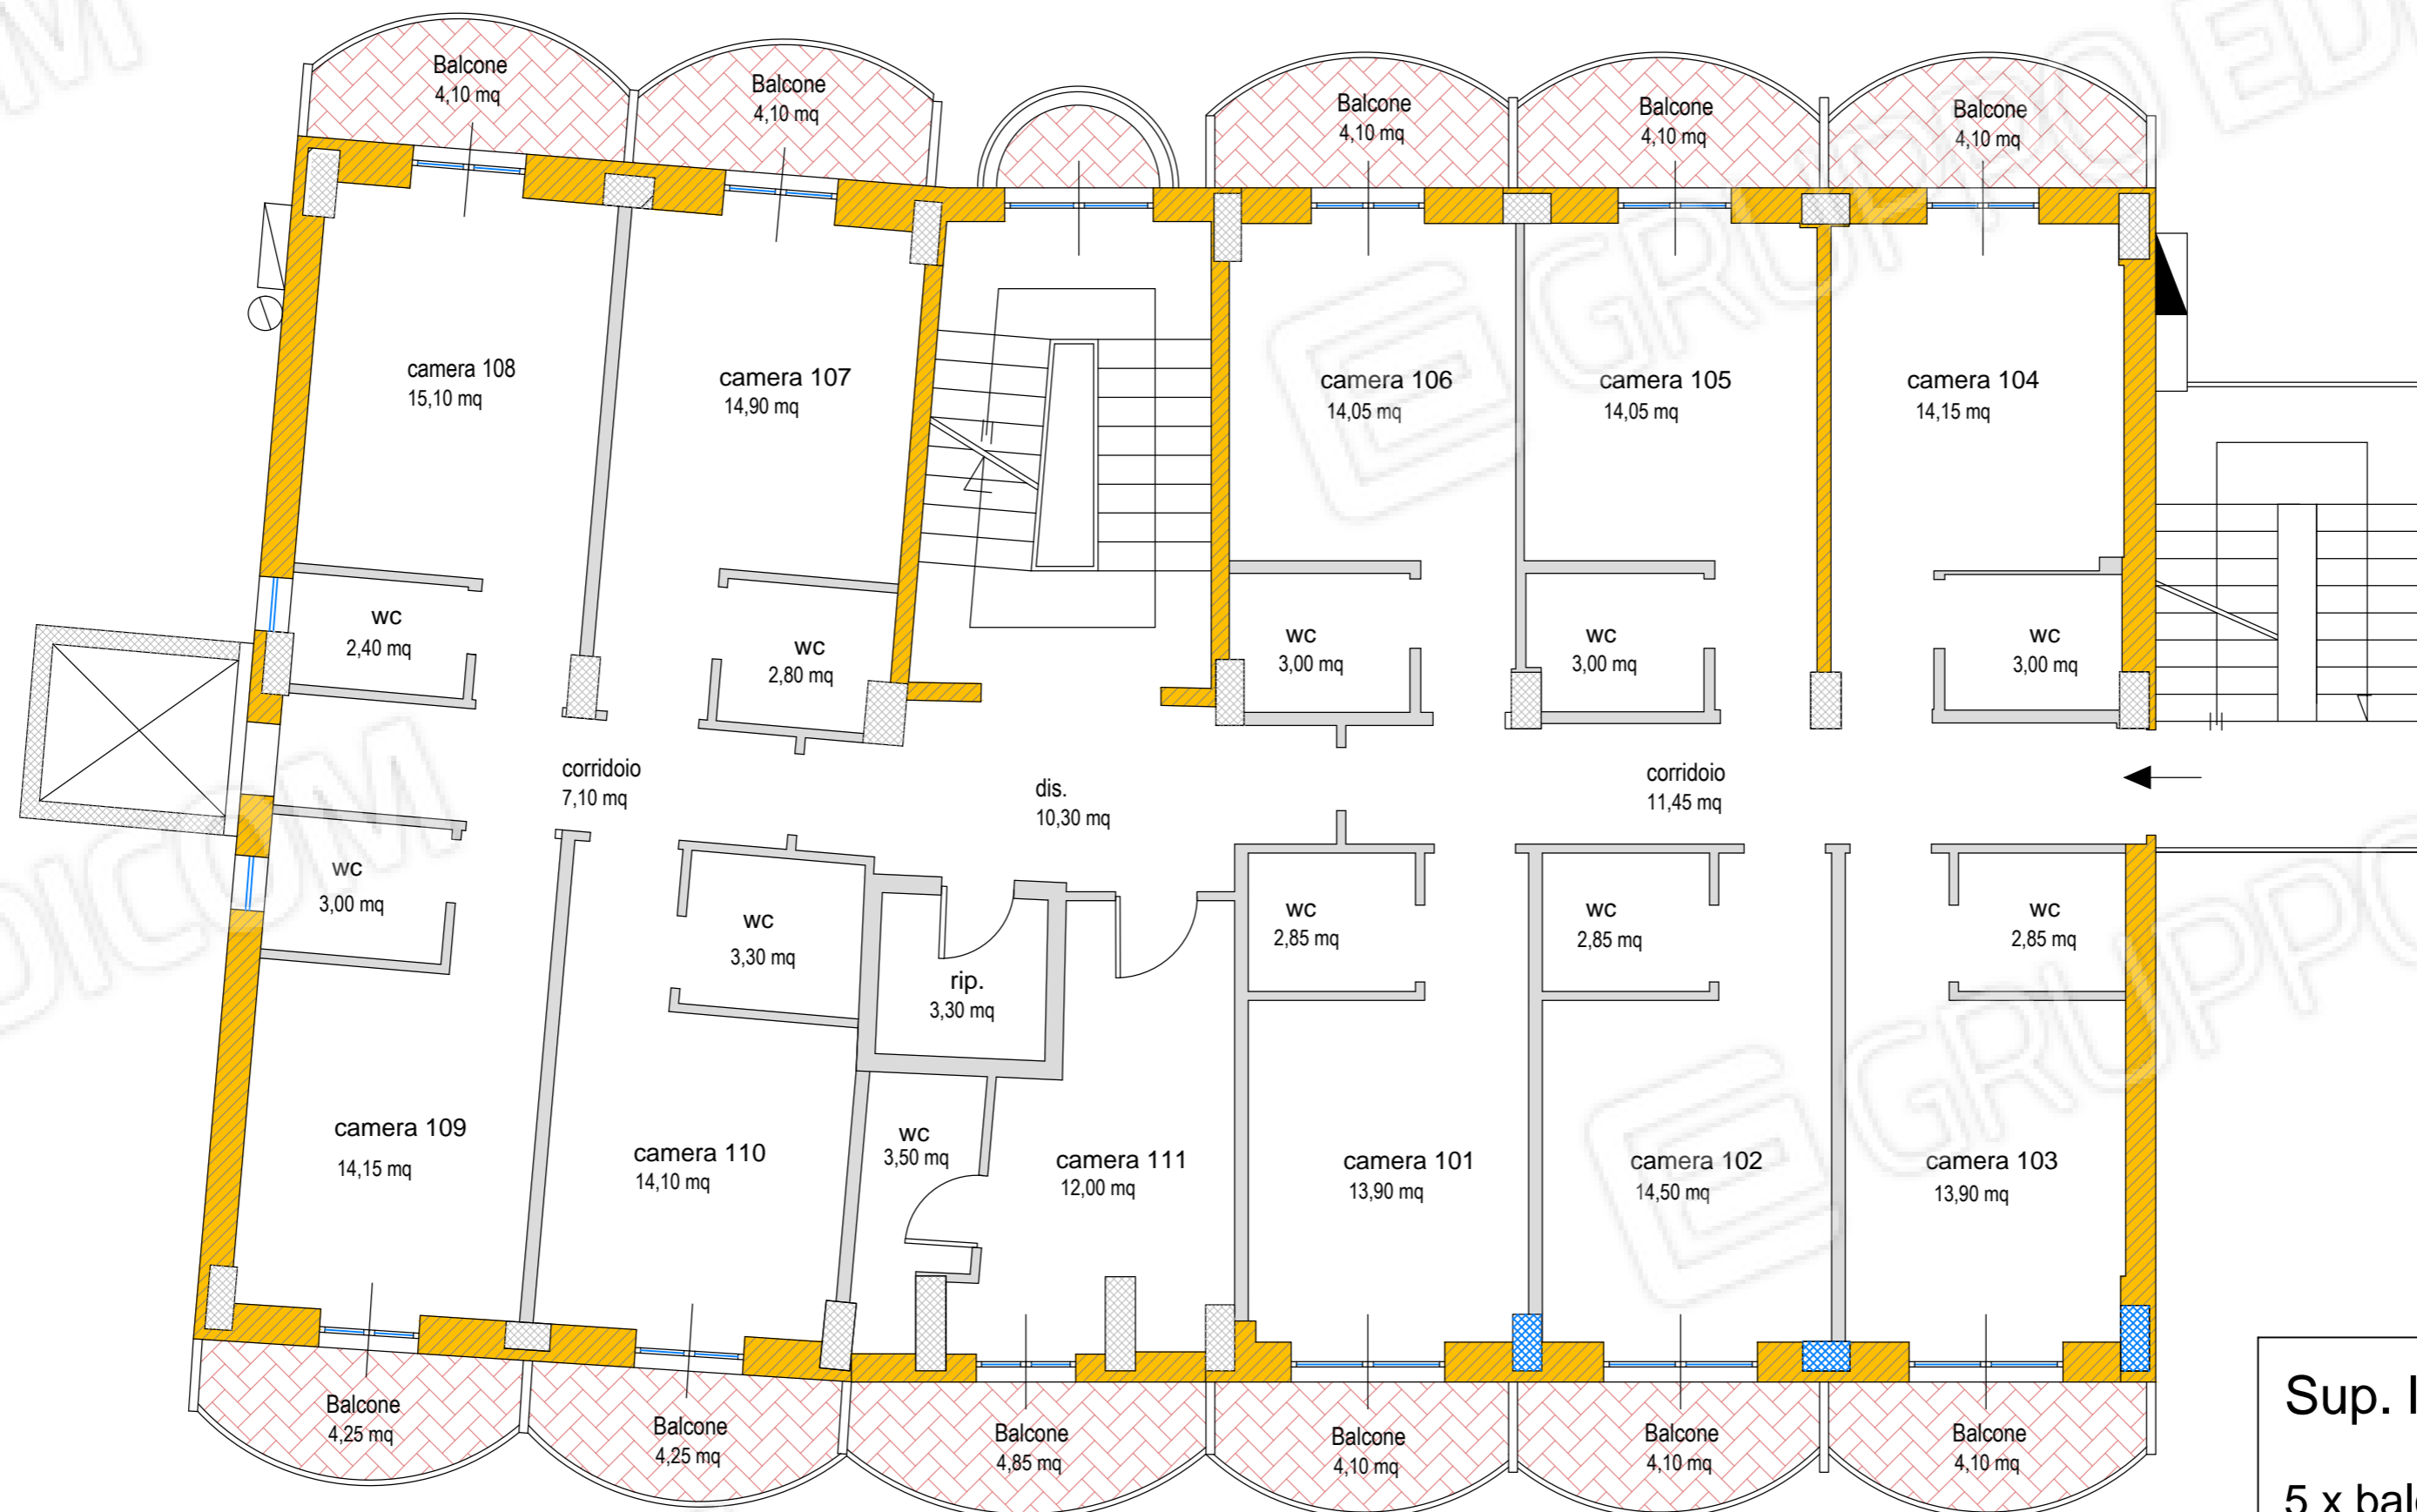 Balcone
4,10 mq
Balcone
4,10 mq
Balcone
4,10 mq
Balcone
4,10 mq
Balcone
4,10 mq
camera 108
15,10 mq
camera 107
14,90 mq
camera 106
14,05 mq
camera 105
14,05 mq
camera 104
14,15 mq
wc
2,40 mq
wc
2,80 mq
wc
3,00 mq
wc
3,00 mq
wc
3,00 mq
corridoio
7,10 mq
dis.
10,30 mq
corridoio
11,45 mq
wc
3,00 mq
wc
3,30 mq
rip.
3,30 mq
wc
2,85 mq
wc
2,85 mq
wc
2,85 mq
camera 109
14,15 mq
camera 110
14,10 mq
wc
3,50 mq
camera 111
12,00 mq
camera 101
13,90 mq
camera 102
14,50 mq
camera 103
13,90 mq
Balcone
4,25 mq
Balcone
4,25 mq
Balcone
4,85 mq
Balcone
4,10 mq
Balcone
4,10 mq
Balcone
4,10 mq
Sup.
5 x
GRUPPO
GRUPPO